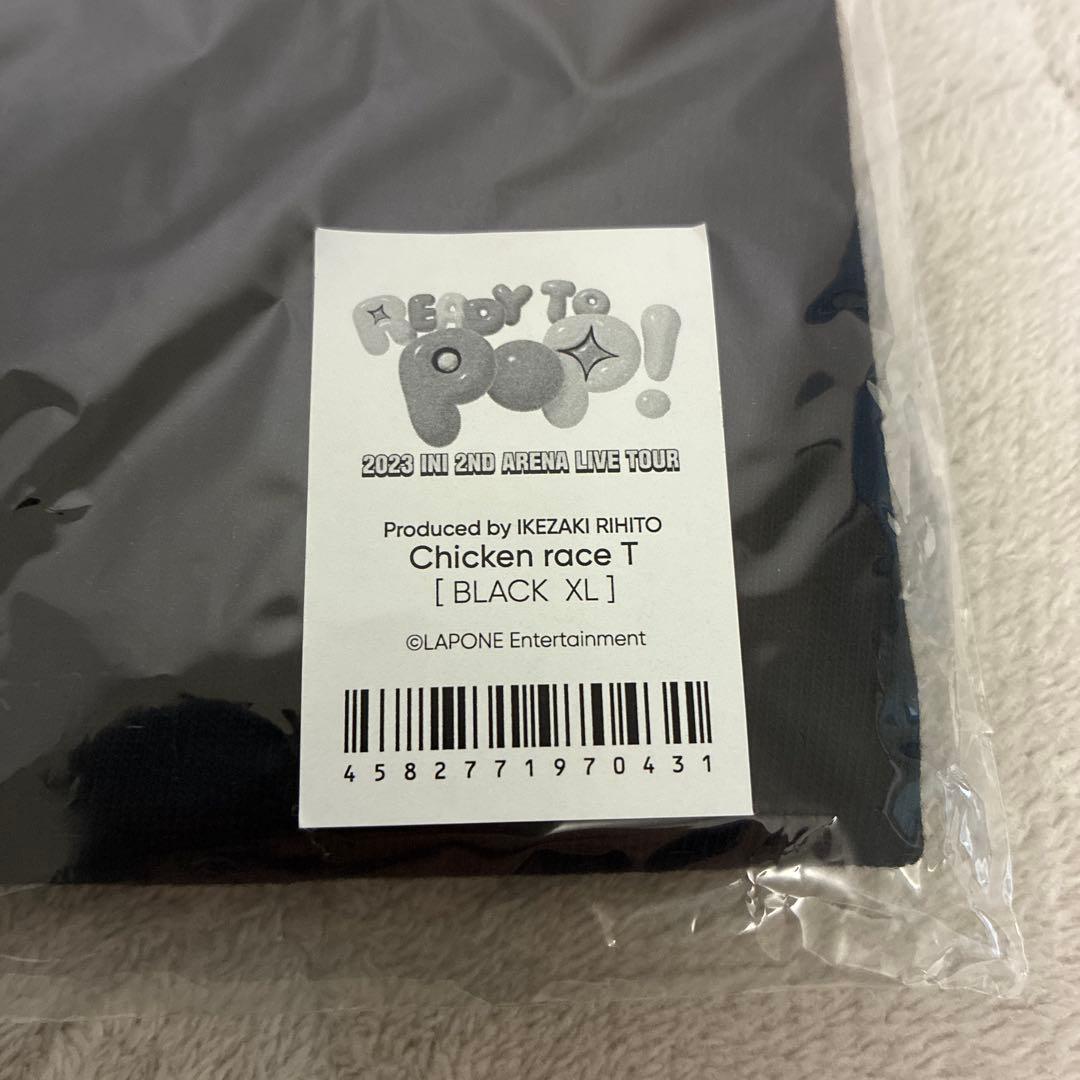 READY TO
POP!
2023 INI 2ND ARENA LIVE TOUR
Produced by IKEZAKI RIHITO
Chicken race T
[ BLACK XL ]
©LAPONE Entertainment
4582771970431